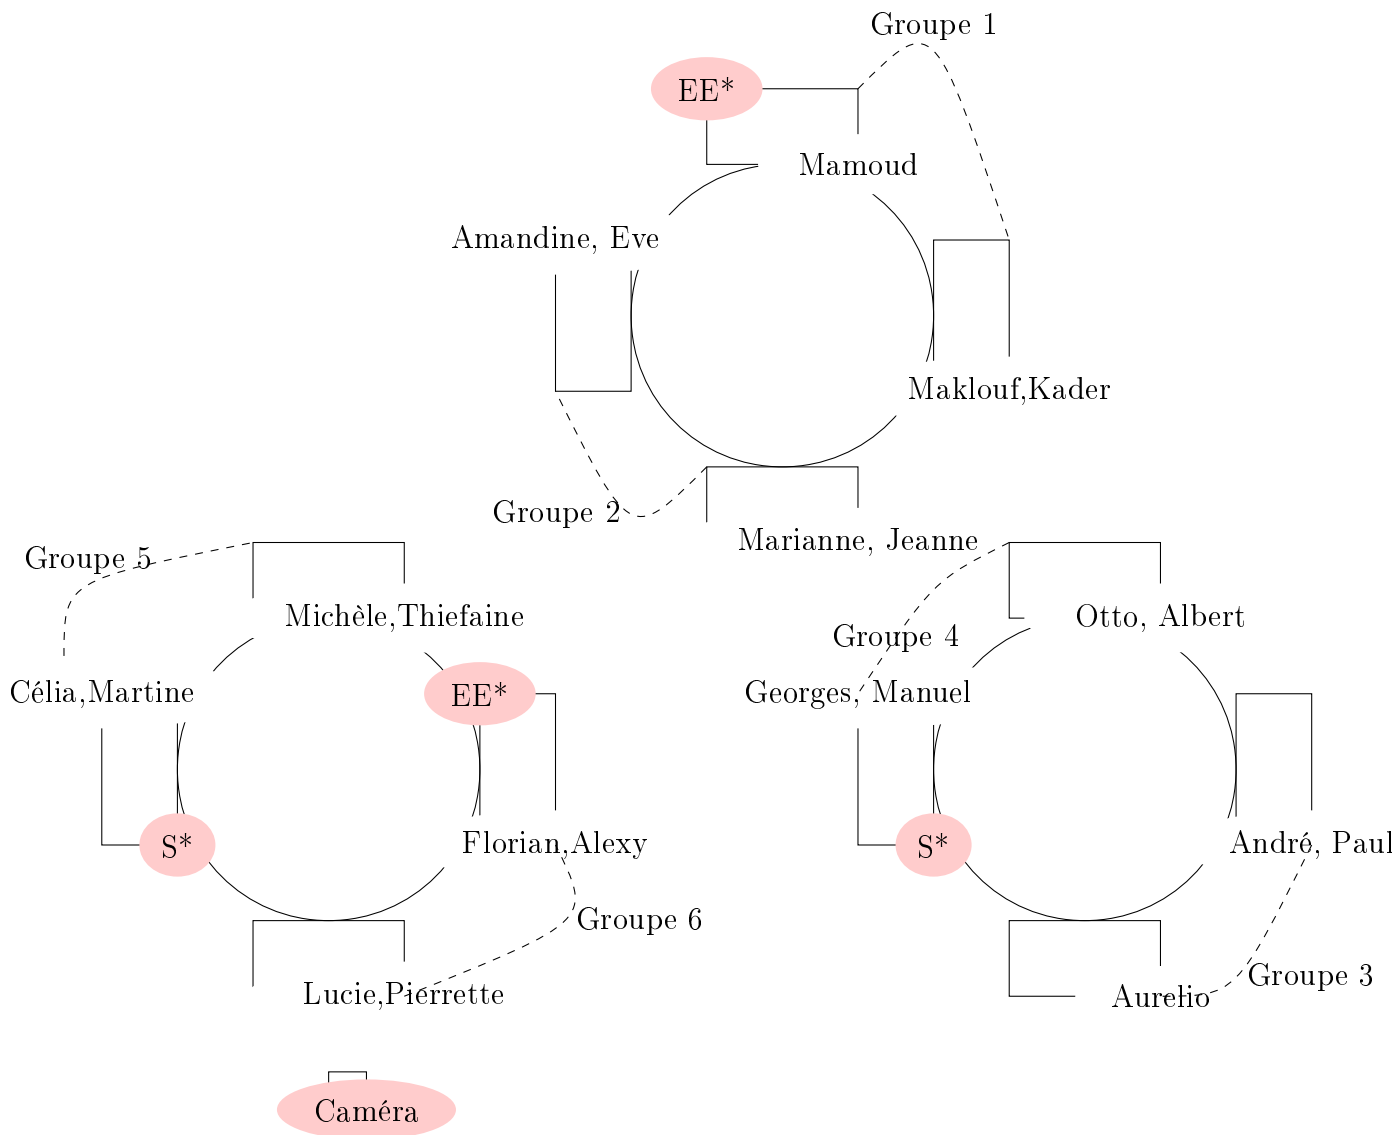 Groupe 1
EE*
Mamoud
Amandine, Eve
Maklouf,Kader
Groupe 2
Marianne, Jeanne
Groupe 5
Michèle,Thiefaine
Otto, Albert
Groupe 4
Célia,Martine
EE*
Georges, Manuel
S*
Florian,Alexy
S*
André, Paul
Groupe 6
Groupe 3
Lucie,Pierrette
Aurelio
Caméra